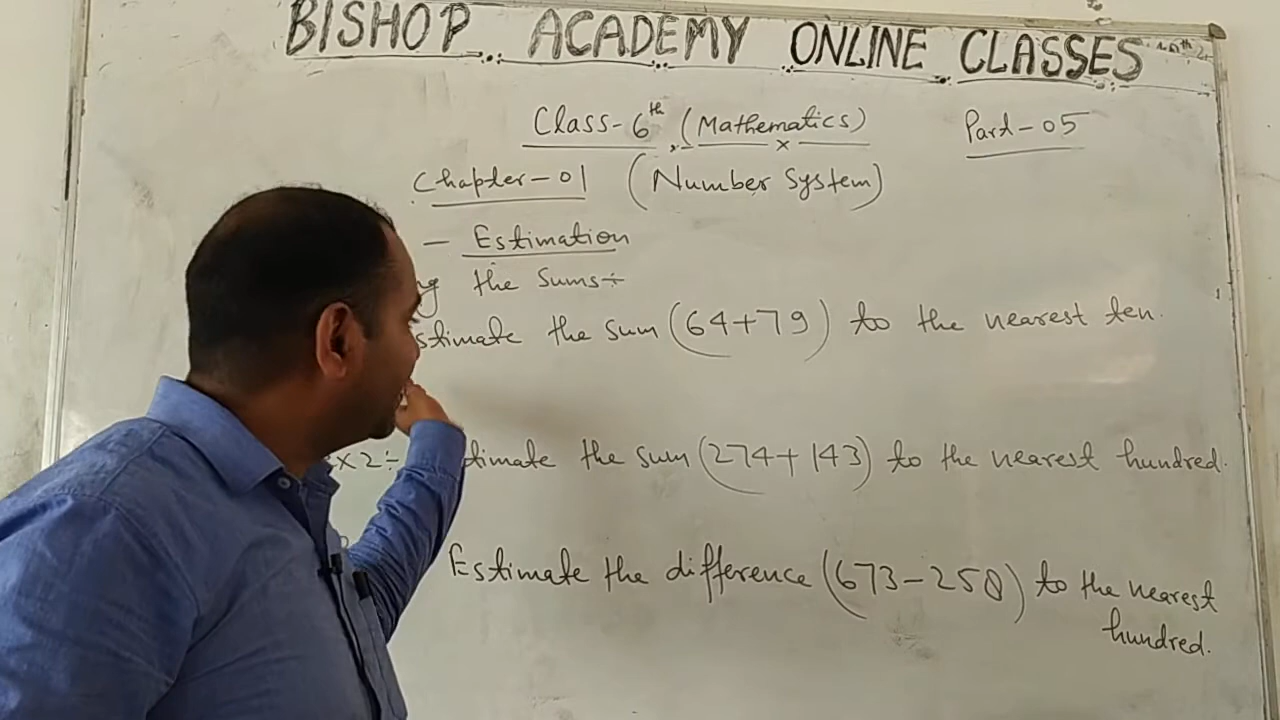 BISHOP ACADEMY ONLINE CLASSES
Class-6th (Mathematics) Part-05
Chapter-01 (Number System)
— Estimation
the Sums÷
stimate the sum (64+79) to the nearest ten.
x2÷ timate the sum (274+143) to the nearest hundred.
Estimate the difference (673-250) to the nearest
hundred.